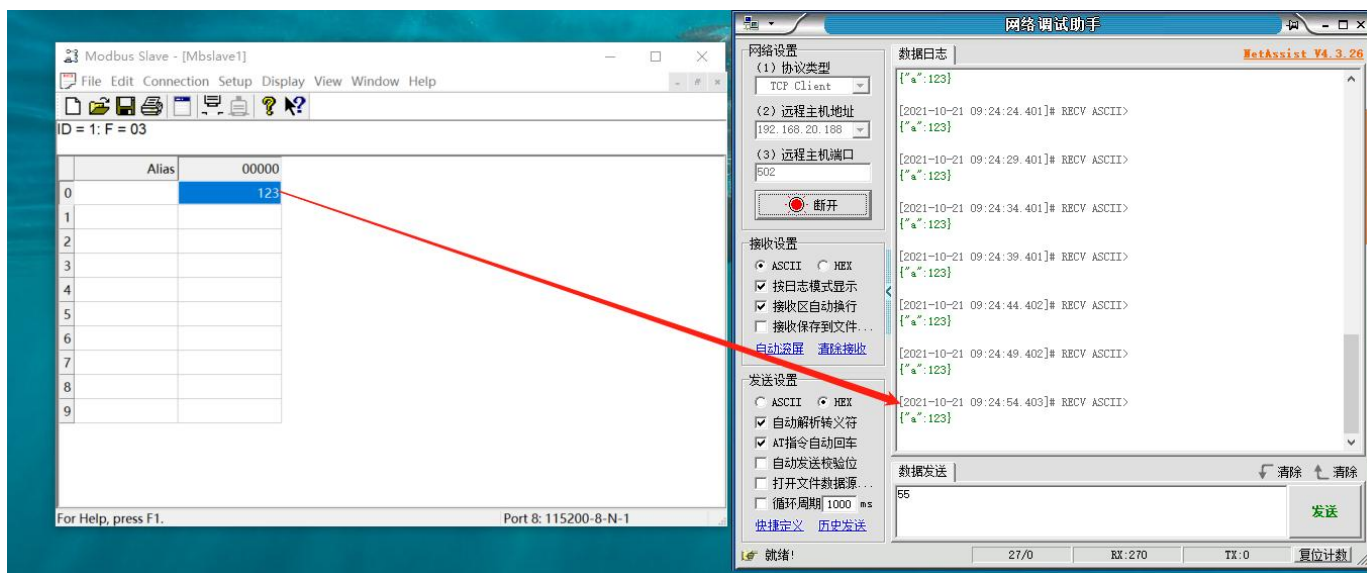 Modbus Slave - [Mbslave1]
File Edit Connection Setup Display View Window Help
ID = 1: F = 03
Alias 00000
0 123
1
2
3
4
5
6
7
8
9
For Help, press F1. Port 8: 115200-8-N-1
网络调试助手
网络设置
(1) 协议类型
TCP Client
(2) 远程主机地址
192.168.20.188
(3) 远程主机端口
502
断开
接收设置
ASCII HEX
按日志模式显示
接收区自动换行
接收保存到文件...
自动滚屏 清除接收
发送设置
ASCII HEX
自动解析转义符
AT指令自动回车
自动发送校验位
打开文件数据源...
循环周期 1000 ms
快捷定义 历史发送
数据日志 NetAssist V4.3.26
{"a":123}
[2021-10-21 09:24:24.401]# RECV ASCII>
{"a":123}
[2021-10-21 09:24:29.401]# RECV ASCII>
{"a":123}
[2021-10-21 09:24:34.401]# RECV ASCII>
{"a":123}
[2021-10-21 09:24:39.401]# RECV ASCII>
{"a":123}
[2021-10-21 09:24:44.402]# RECV ASCII>
{"a":123}
[2021-10-21 09:24:49.402]# RECV ASCII>
{"a":123}
[2021-10-21 09:24:54.403]# RECV ASCII>
{"a":123}
数据发送 清除 清除
55
发送
就绪! 27/0 RX:270 TX:0 复位计数